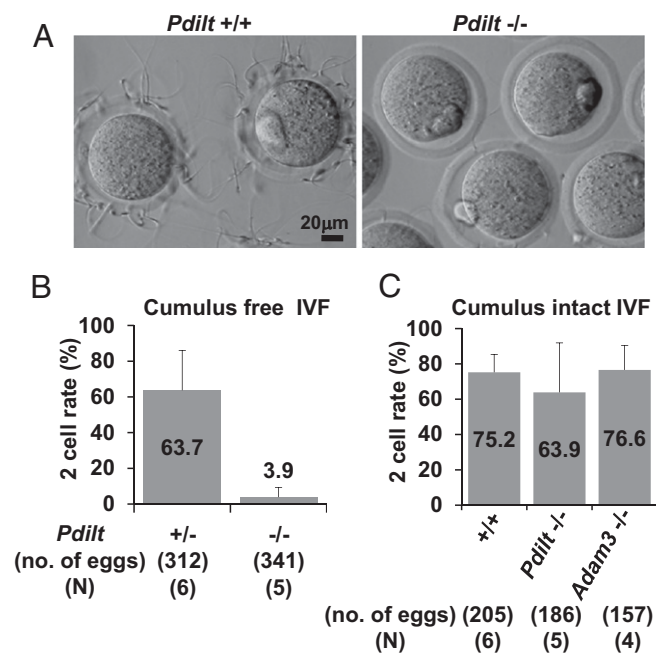 A
Pdilt +/+
Pdilt -/-
20μm
B
Cumulus free IVF
2 cell rate (%)
100
80
60
40
20
0
63.7
3.9
Pdilt +/- -/-
(no. of eggs) (312) (341)
(N) (6) (5)
C
Cumulus intact IVF
2 cell rate (%)
100
80
60
40
20
0
75.2
63.9
76.6
+/+
Pdilt -/-
Adam3 -/-
(no. of eggs) (205) (186) (157)
(N) (6) (5) (4)